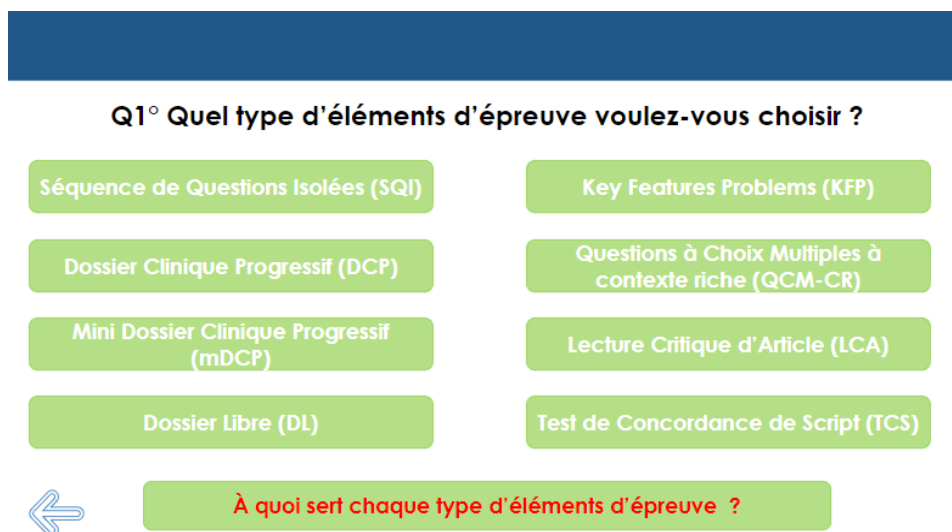 Q1° Quel type d'éléments d'épreuve voulez-vous choisir ?
Séquence de Questions Isolées (SQI)
Key Features Problems (KFP)
Dossier Clinique Progressif (DCP)
Questions à Choix Multiples à
contexte riche (QCM-CR)
Mini Dossier Clinique Progressif
(mDCP)
Lecture Critique d'Article (LCA)
Dossier Libre (DL)
Test de Concordance de Script (TCS)
À quoi sert chaque type d'éléments d'épreuve ?